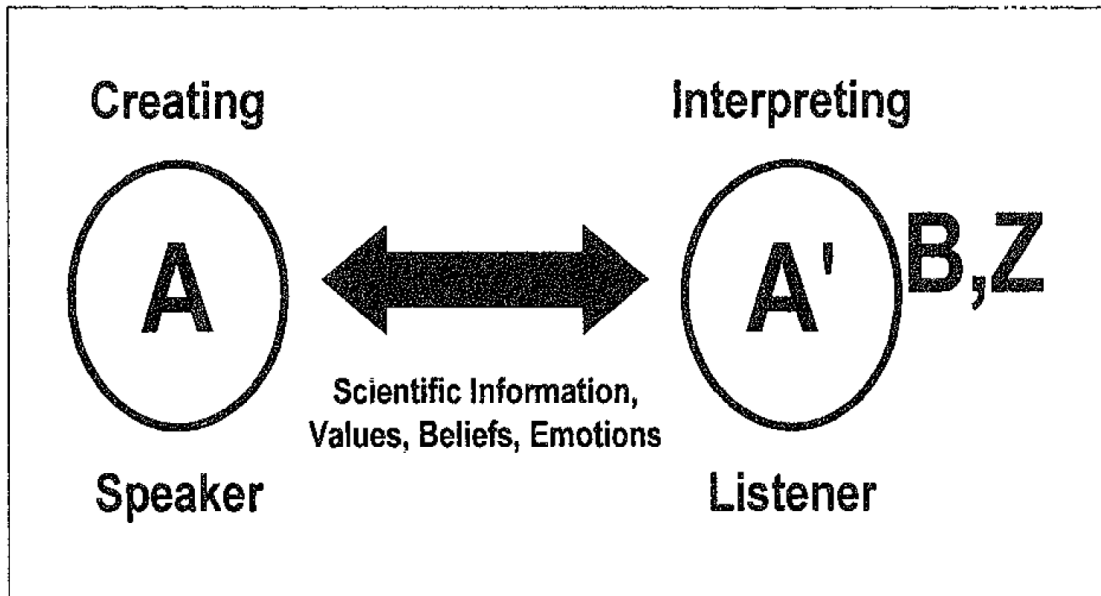 Creating
Interpreting
A
A'
B,Z
Scientific Information,
Values, Beliefs, Emotions
Speaker
Listener